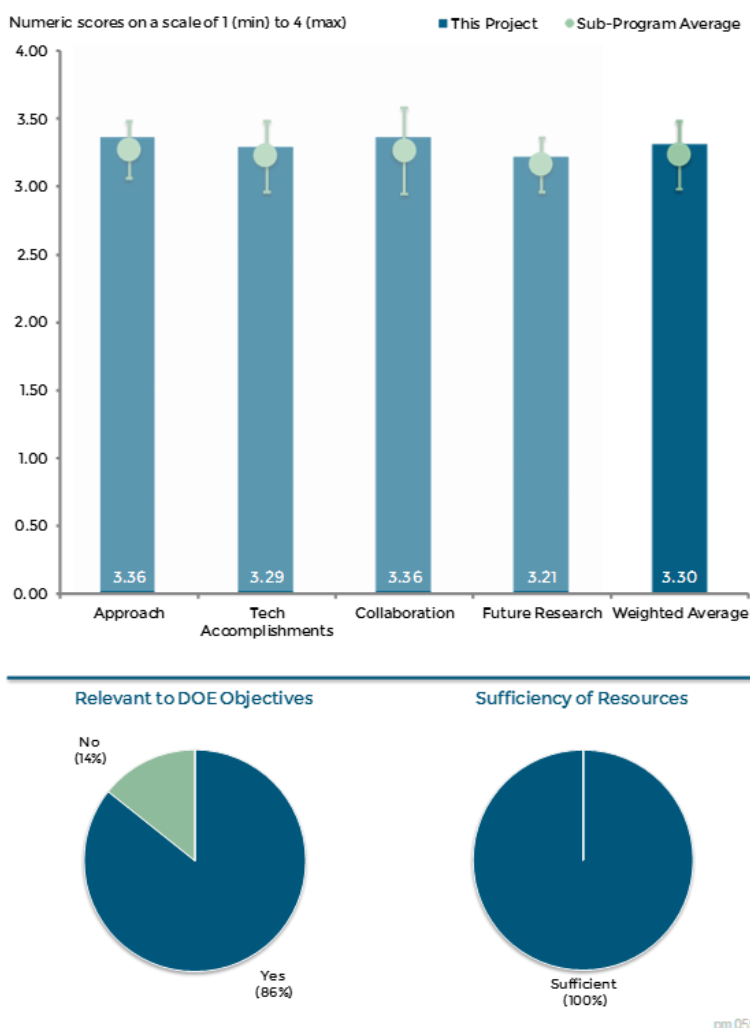 Numeric scores on a scale of 1 (min) to 4 (max)
This Project
Sub-Program Average
4.00
3.50
3.00
2.50
2.00
1.50
1.00
0.50
0.00
3.36
3.29
3.36
3.21
3.30
Approach
Tech
Accomplishments
Collaboration
Future Research
Weighted Average
Relevant to DOE Objectives
Sufficiency of Resources
No
(14%)
Yes
(86%)
Sufficient
(100%)